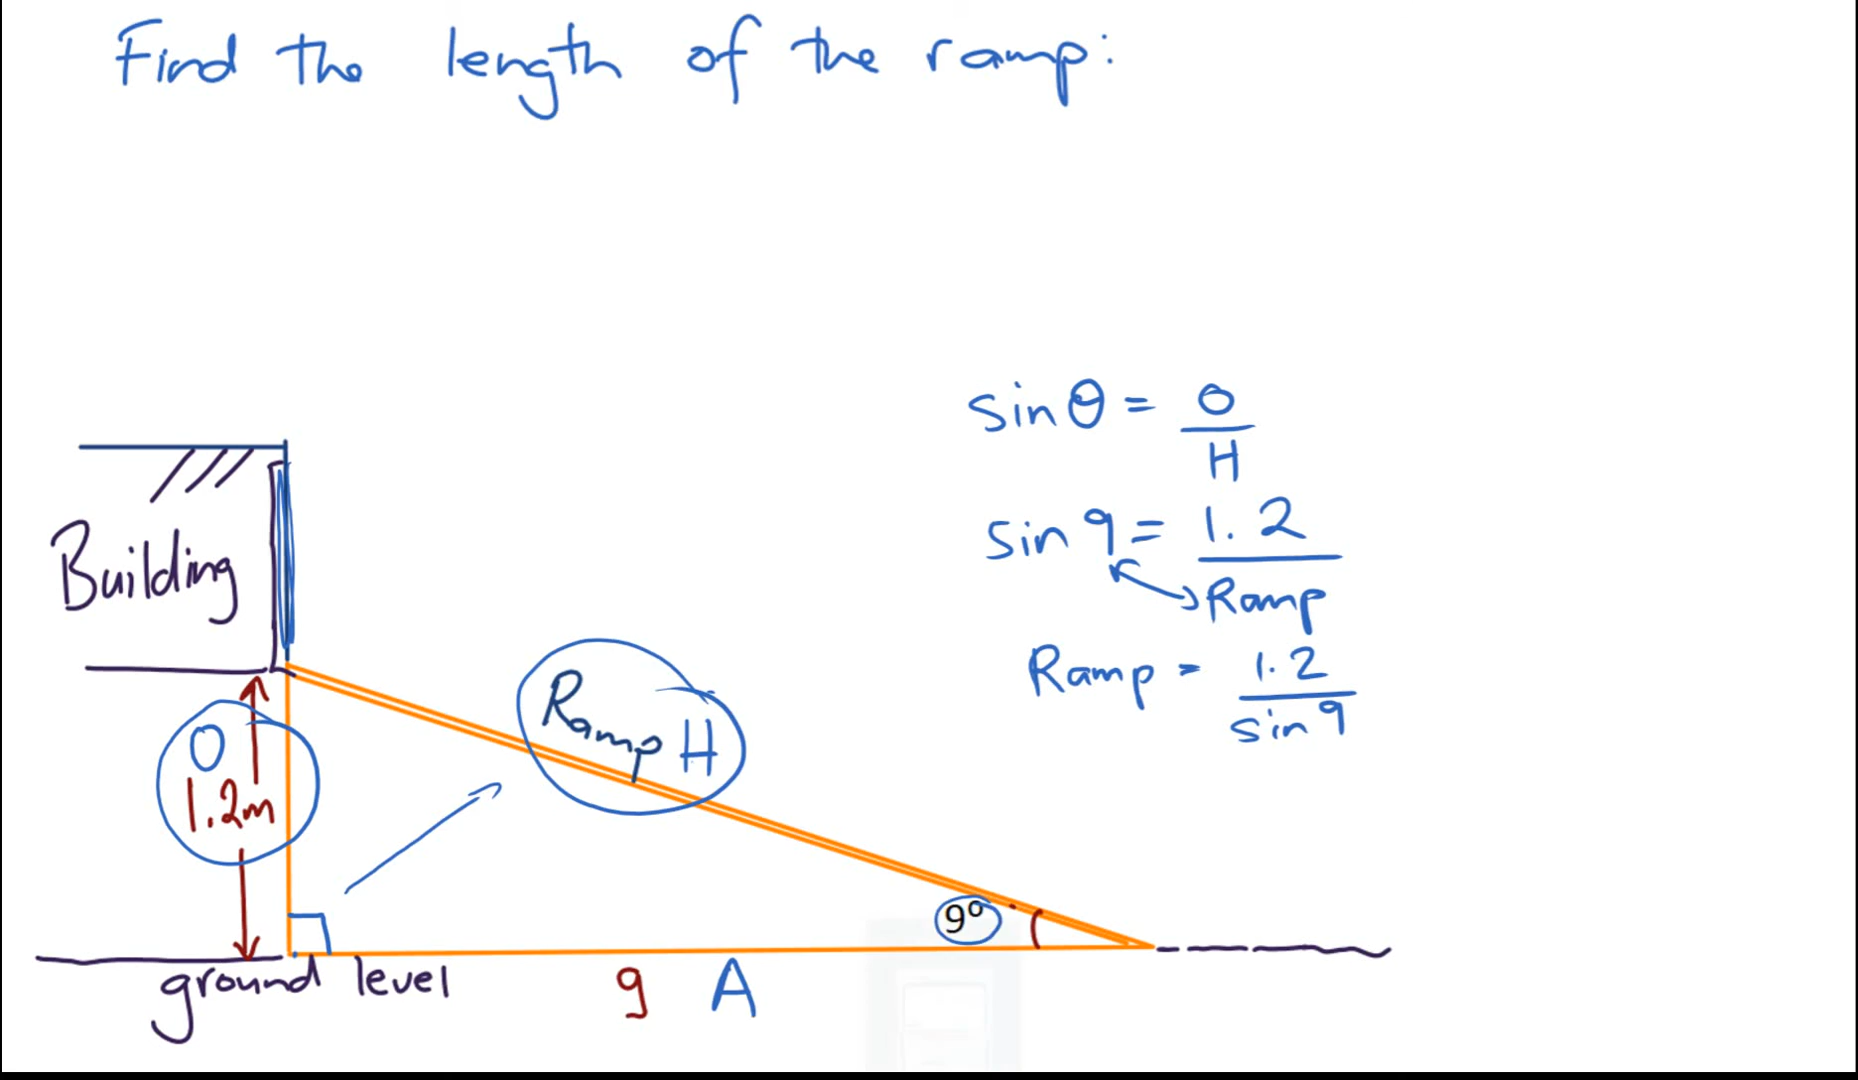 Find the length of the ramp:
sin θ = O
H
sin 9 = 1.2
Ramp
Ramp = 1.2
sin 9
Building
Ramp H
O
1.2m
9°
ground level
g A